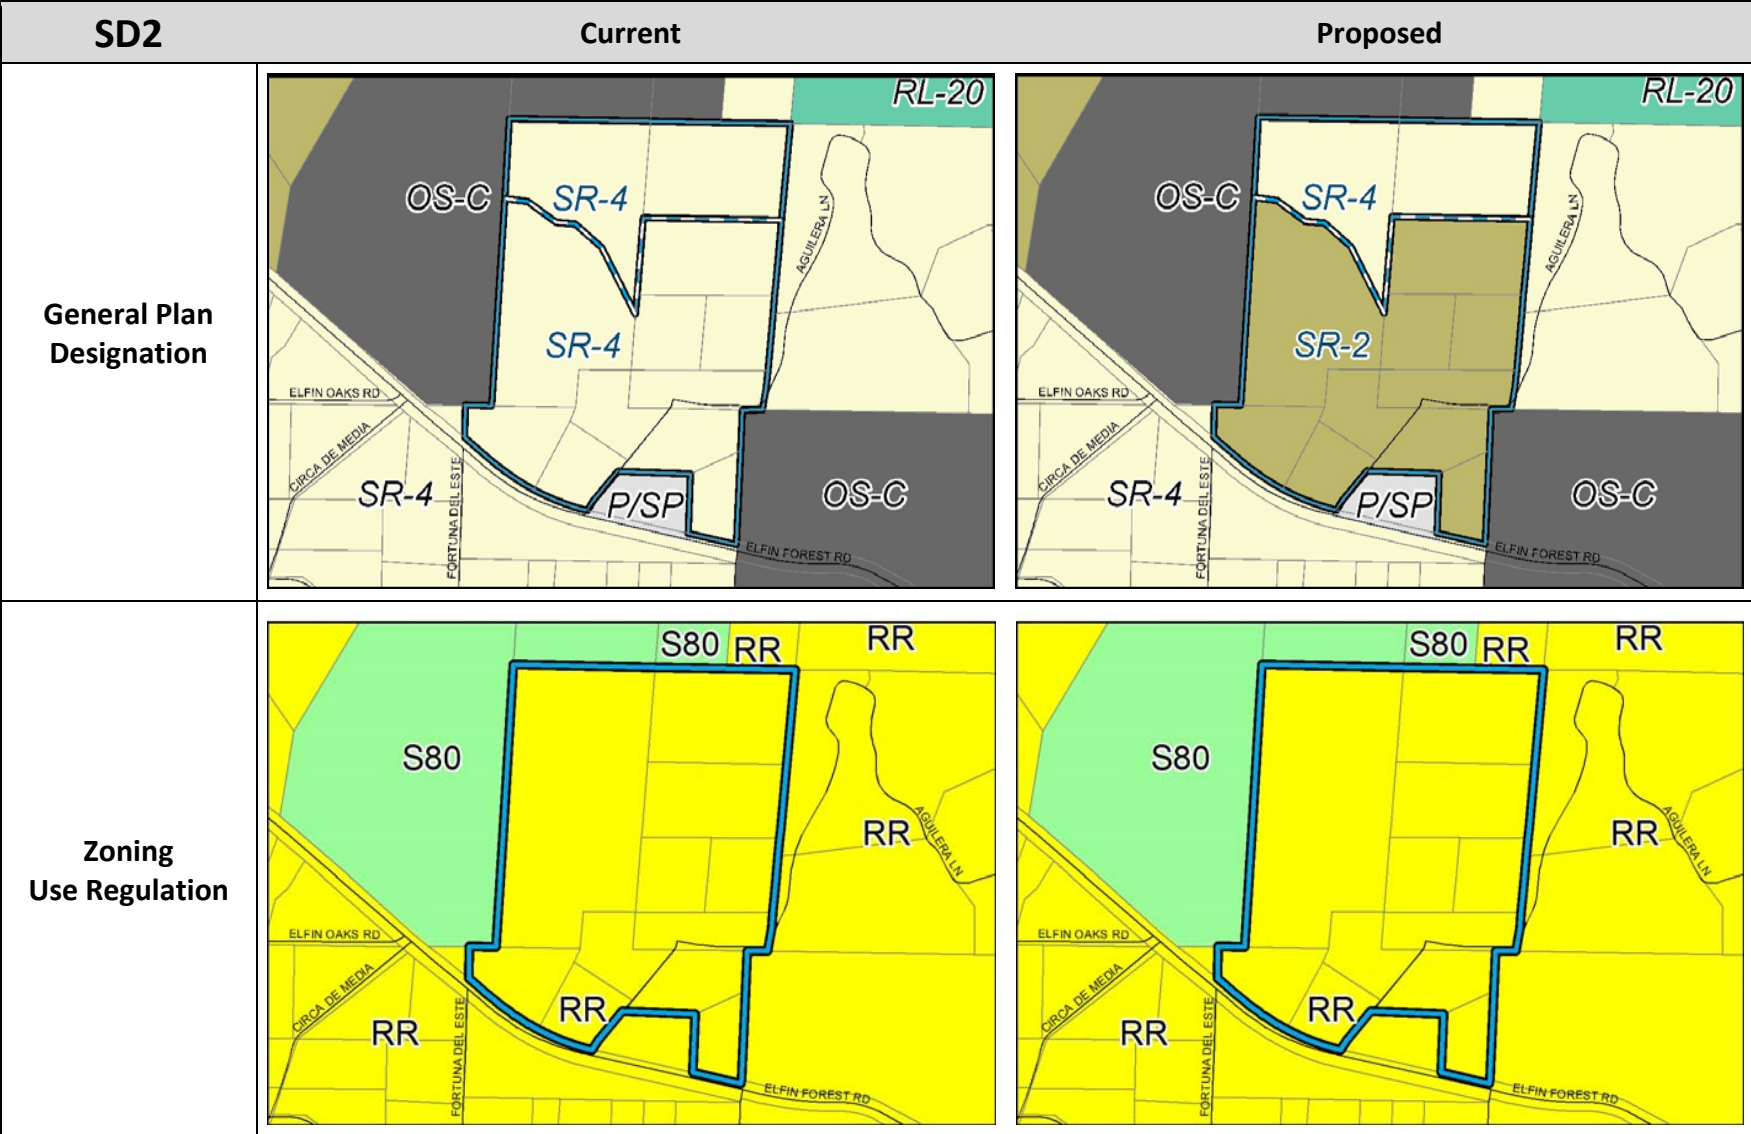 SD2
Current
Proposed
General Plan
Designation
RL-20
OS-C
SR-4
AGUILERA LN
SR-4
ELFIN OAKS RD
CIRCA DE MEDIA
SR-4
FORTUNA DEL ESTE
P/SP
OS-C
ELFIN FOREST RD
RL-20
OS-C
SR-4
AGUILERA LN
SR-2
ELFIN OAKS RD
CIRCA DE MEDIA
SR-4
FORTUNA DEL ESTE
P/SP
OS-C
ELFIN FOREST RD
Zoning
Use Regulation
S80
RR
RR
S80
RR
AGUILERA LN
ELFIN OAKS RD
CIRCA DE MEDIA
RR
FORTUNA DEL ESTE
RR
ELFIN FOREST RD
S80
RR
RR
S80
RR
AGUILERA LN
ELFIN OAKS RD
CIRCA DE MEDIA
RR
FORTUNA DEL ESTE
RR
ELFIN FOREST RD